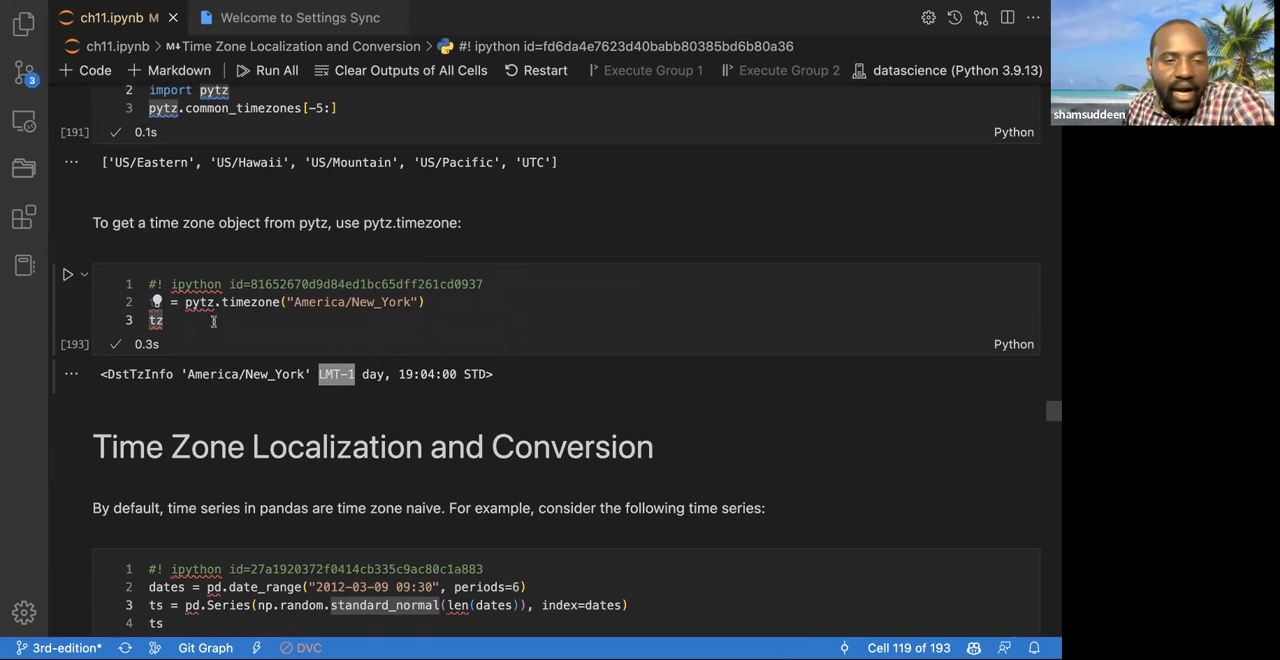 ch11.ipynb M
Welcome to Settings Sync
ch11.ipynb > M↓Time Zone Localization and Conversion > #! ipython id=fd6da4e7623d40babb80385bd6b80a36
+ Code + Markdown Run All Clear Outputs of All Cells Restart Execute Group 1 Execute Group 2 datascience (Python 3.9.13)
shamsuddeen
2 import pytz
3 pytz.common_timezones[-5:]
[191] ✓ 0.1s Python
... ['US/Eastern', 'US/Hawaii', 'US/Mountain', 'US/Pacific', 'UTC']
To get a time zone object from pytz, use pytz.timezone:
1 #! ipython id=81652670d9d84ed1bc65dff261cd0937
2 = pytz.timezone("America/New_York")
3 tz
[193] ✓ 0.3s Python
... <DstTzInfo 'America/New_York' LMT-1 day, 19:04:00 STD>
Time Zone Localization and Conversion
By default, time series in pandas are time zone naive. For example, consider the following time series:
1 #! ipython id=27a1920372f0414cb335c9ac80c1a883
2 dates = pd.date_range("2012-03-09 09:30", periods=6)
3 ts = pd.Series(np.random.standard_normal(len(dates)), index=dates)
4 ts
3
3rd-edition* Git Graph DVC Cell 119 of 193